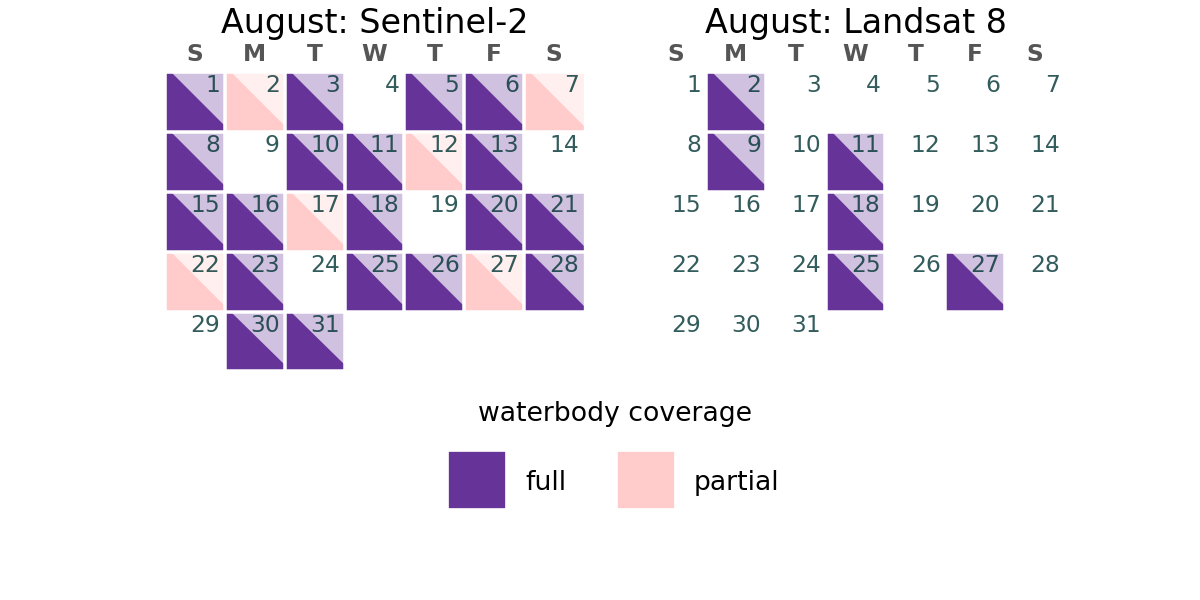 August: Sentinel-2
S M T W T F S
1 2 3 4 5 6 7
8 9 10 11 12 13 14
15 16 17 18 19 20 21
22 23 24 25 26 27 28
29 30 31
August: Landsat 8
S M T W T F S
1 2 3 4 5 6 7
8 9 10 11 12 13 14
15 16 17 18 19 20 21
22 23 24 25 26 27 28
29 30 31
waterbody coverage
full
partial